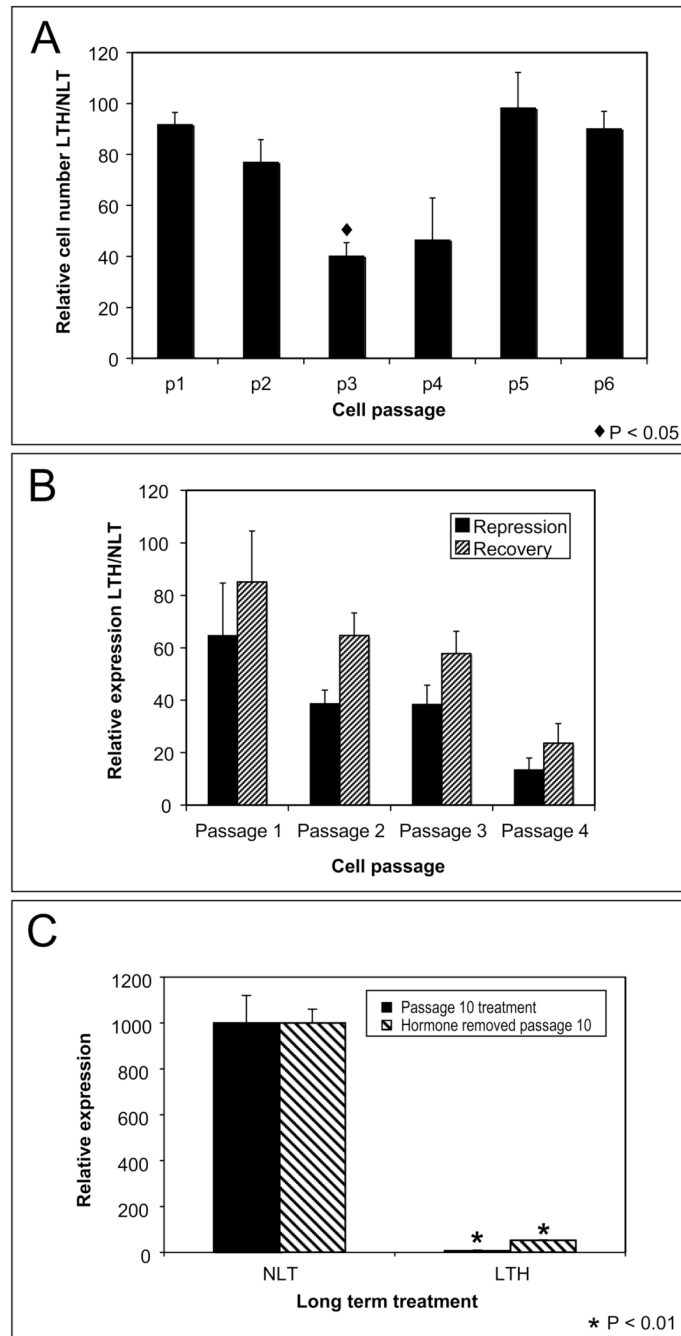 A
Relative cell number LTH/NLT
120
100
80
60
40
20
0
♦
p1 p2 p3 p4 p5 p6
Cell passage
♦ P < 0.05
B
Relative expression LTH/NLT
120
100
80
60
40
20
0
Repression
Recovery
Passage 1 Passage 2 Passage 3 Passage 4
Cell passage
C
Relative expression
1200
1000
800
600
400
200
0
Passage 10 treatment
Hormone removed passage 10
* *
NLT LTH
Long term treatment
* P < 0.01